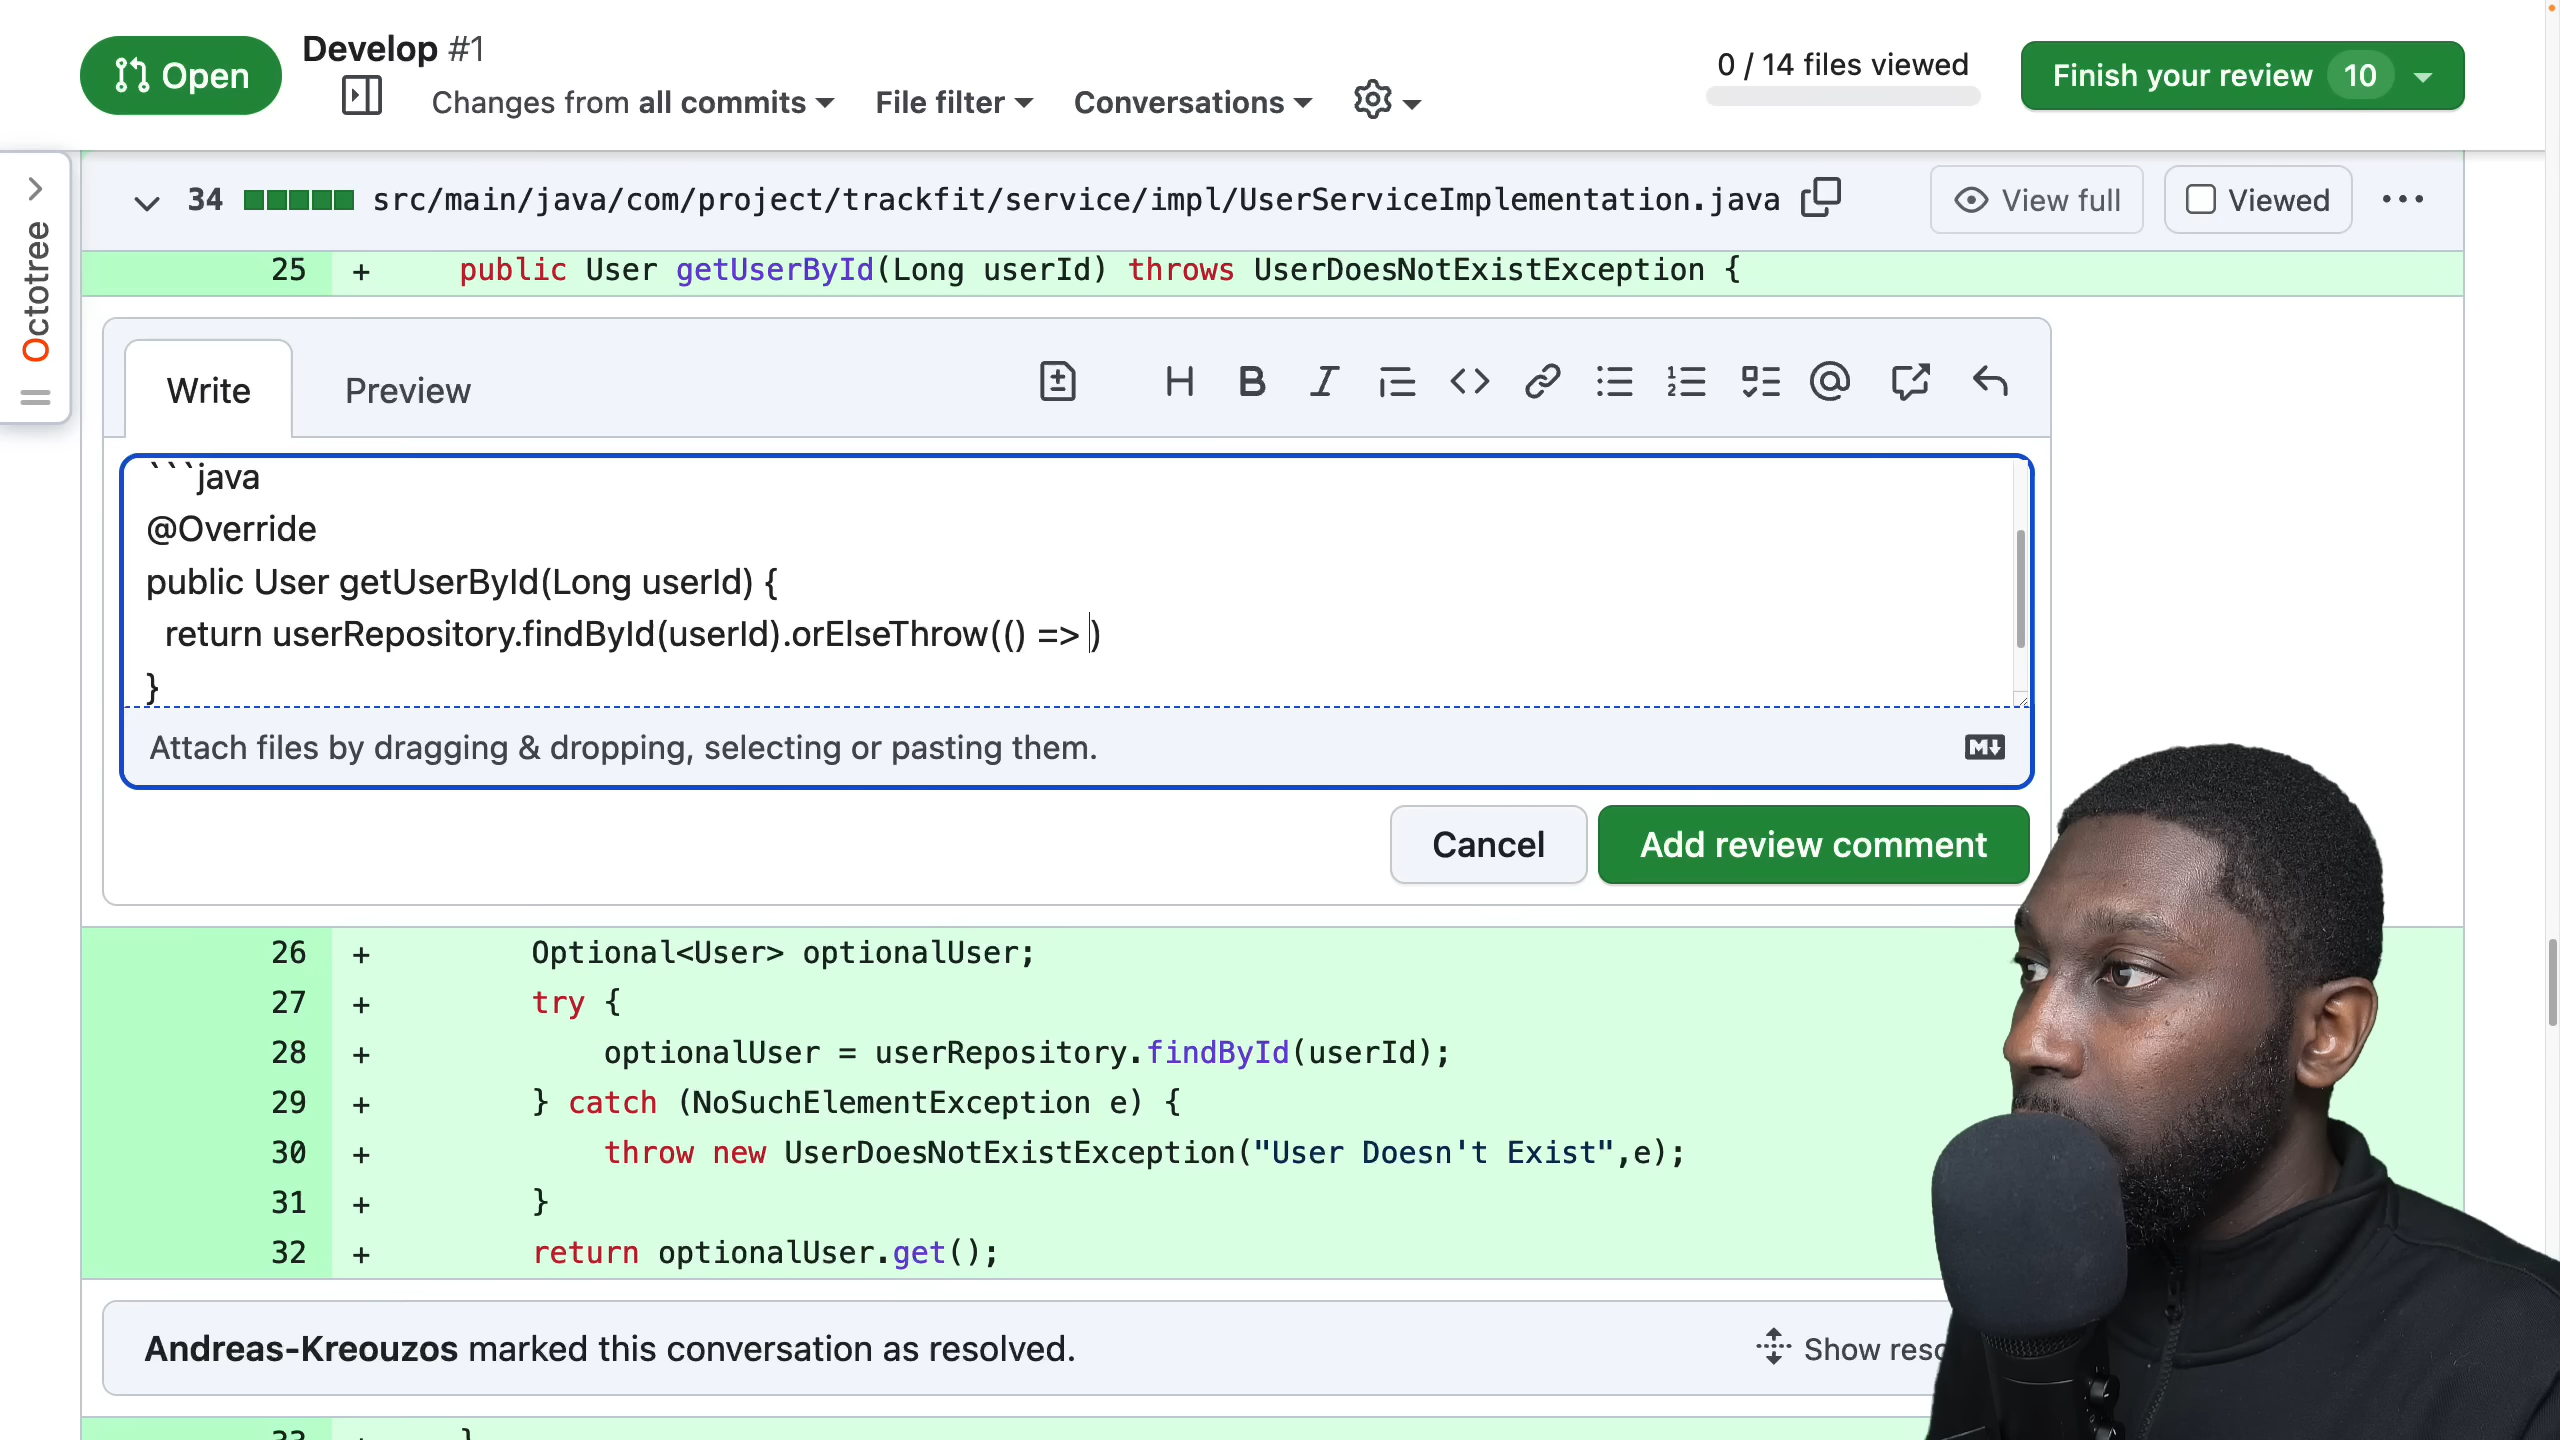 Open
Develop #1
Changes from all commits
File filter
Conversations
0 / 14 files viewed
Finish your review 10
Octotree
34 src/main/java/com/project/trackfit/service/impl/UserServiceImplementation.java
View full
Viewed
25 + public User getUserById(Long userId) throws UserDoesNotExistException {
Write
Preview
```java
@Override
public User getUserById(Long userId) {
  return userRepository.findById(userId).orElseThrow(() => )
}
Attach files by dragging & dropping, selecting or pasting them.
Cancel
Add review comment
26 + Optional<User> optionalUser;
27 + try {
28 + optionalUser = userRepository.findById(userId);
29 + } catch (NoSuchElementException e) {
30 + throw new UserDoesNotExistException("User Doesn't Exist",e);
31 + }
32 + return optionalUser.get();
Andreas-Kreouzos marked this conversation as resolved.
Show
33 + }